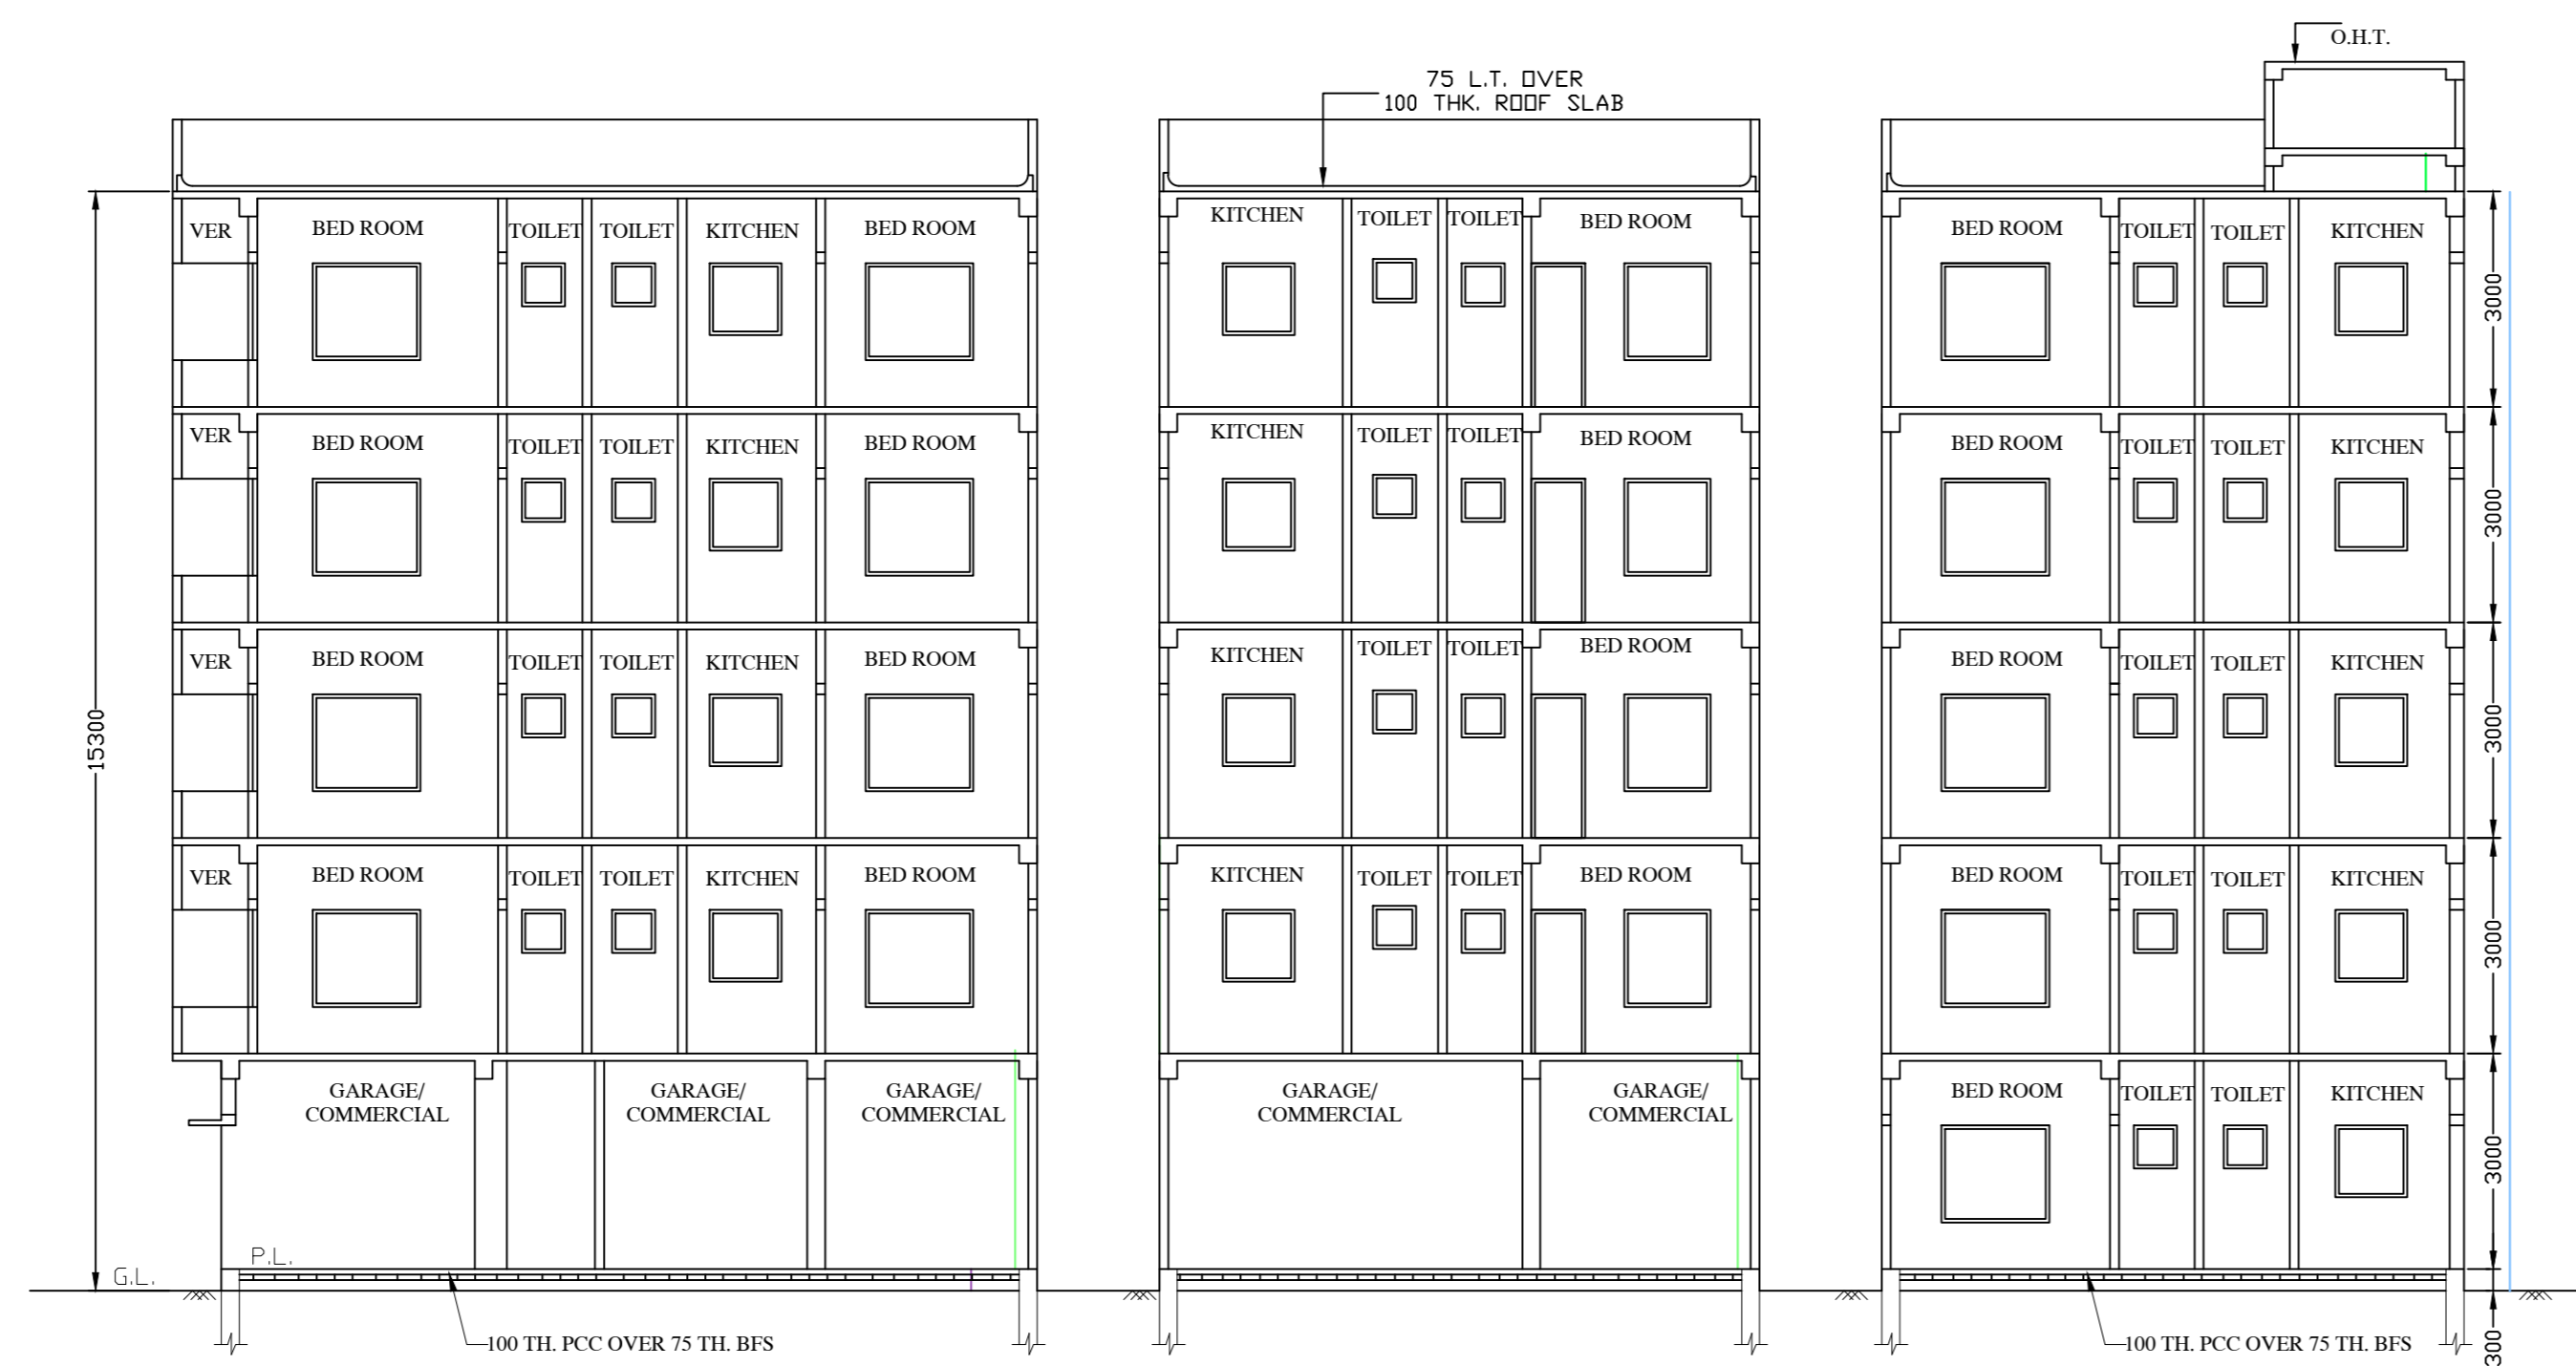 O.H.T.
75 L.T. OVER
100 THK. ROOF SLAB
VER BED ROOM TOILET TOILET KITCHEN BED ROOM
KITCHEN TOILET TOILET BED ROOM
BED ROOM TOILET TOILET KITCHEN
3000
VER BED ROOM TOILET TOILET KITCHEN BED ROOM
KITCHEN TOILET TOILET BED ROOM
BED ROOM TOILET TOILET KITCHEN
3000
VER BED ROOM TOILET TOILET KITCHEN BED ROOM
KITCHEN TOILET TOILET BED ROOM
BED ROOM TOILET TOILET KITCHEN
3000
15300
VER BED ROOM TOILET TOILET KITCHEN BED ROOM
KITCHEN TOILET TOILET BED ROOM
BED ROOM TOILET TOILET KITCHEN
3000
GARAGE/
COMMERCIAL
GARAGE/
COMMERCIAL
GARAGE/
COMMERCIAL
GARAGE/
COMMERCIAL
GARAGE/
COMMERCIAL
BED ROOM TOILET TOILET KITCHEN
3000
P.L.
G.L.
100 TH. PCC OVER 75 TH. BFS
100 TH. PCC OVER 75 TH. BFS
300